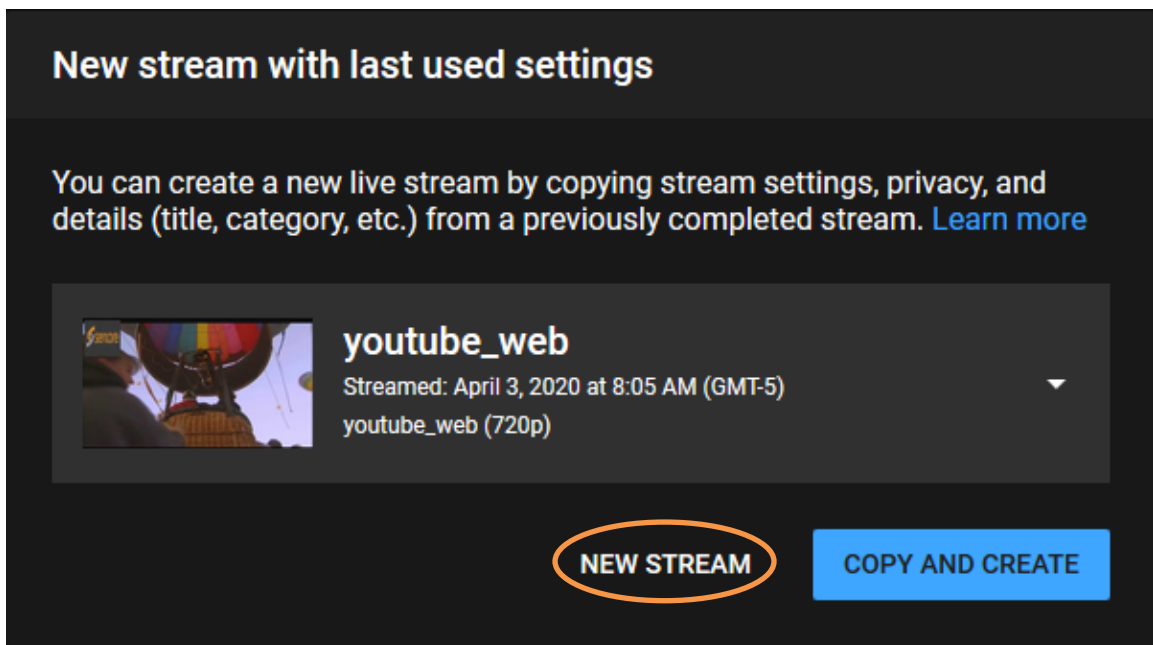 New stream with last used settings
You can create a new live stream by copying stream settings, privacy, and
details (title, category, etc.) from a previously completed stream. Learn more
sencore
youtube_web
Streamed: April 3, 2020 at 8:05 AM (GMT-5)
youtube_web (720p)
NEW STREAM
COPY AND CREATE